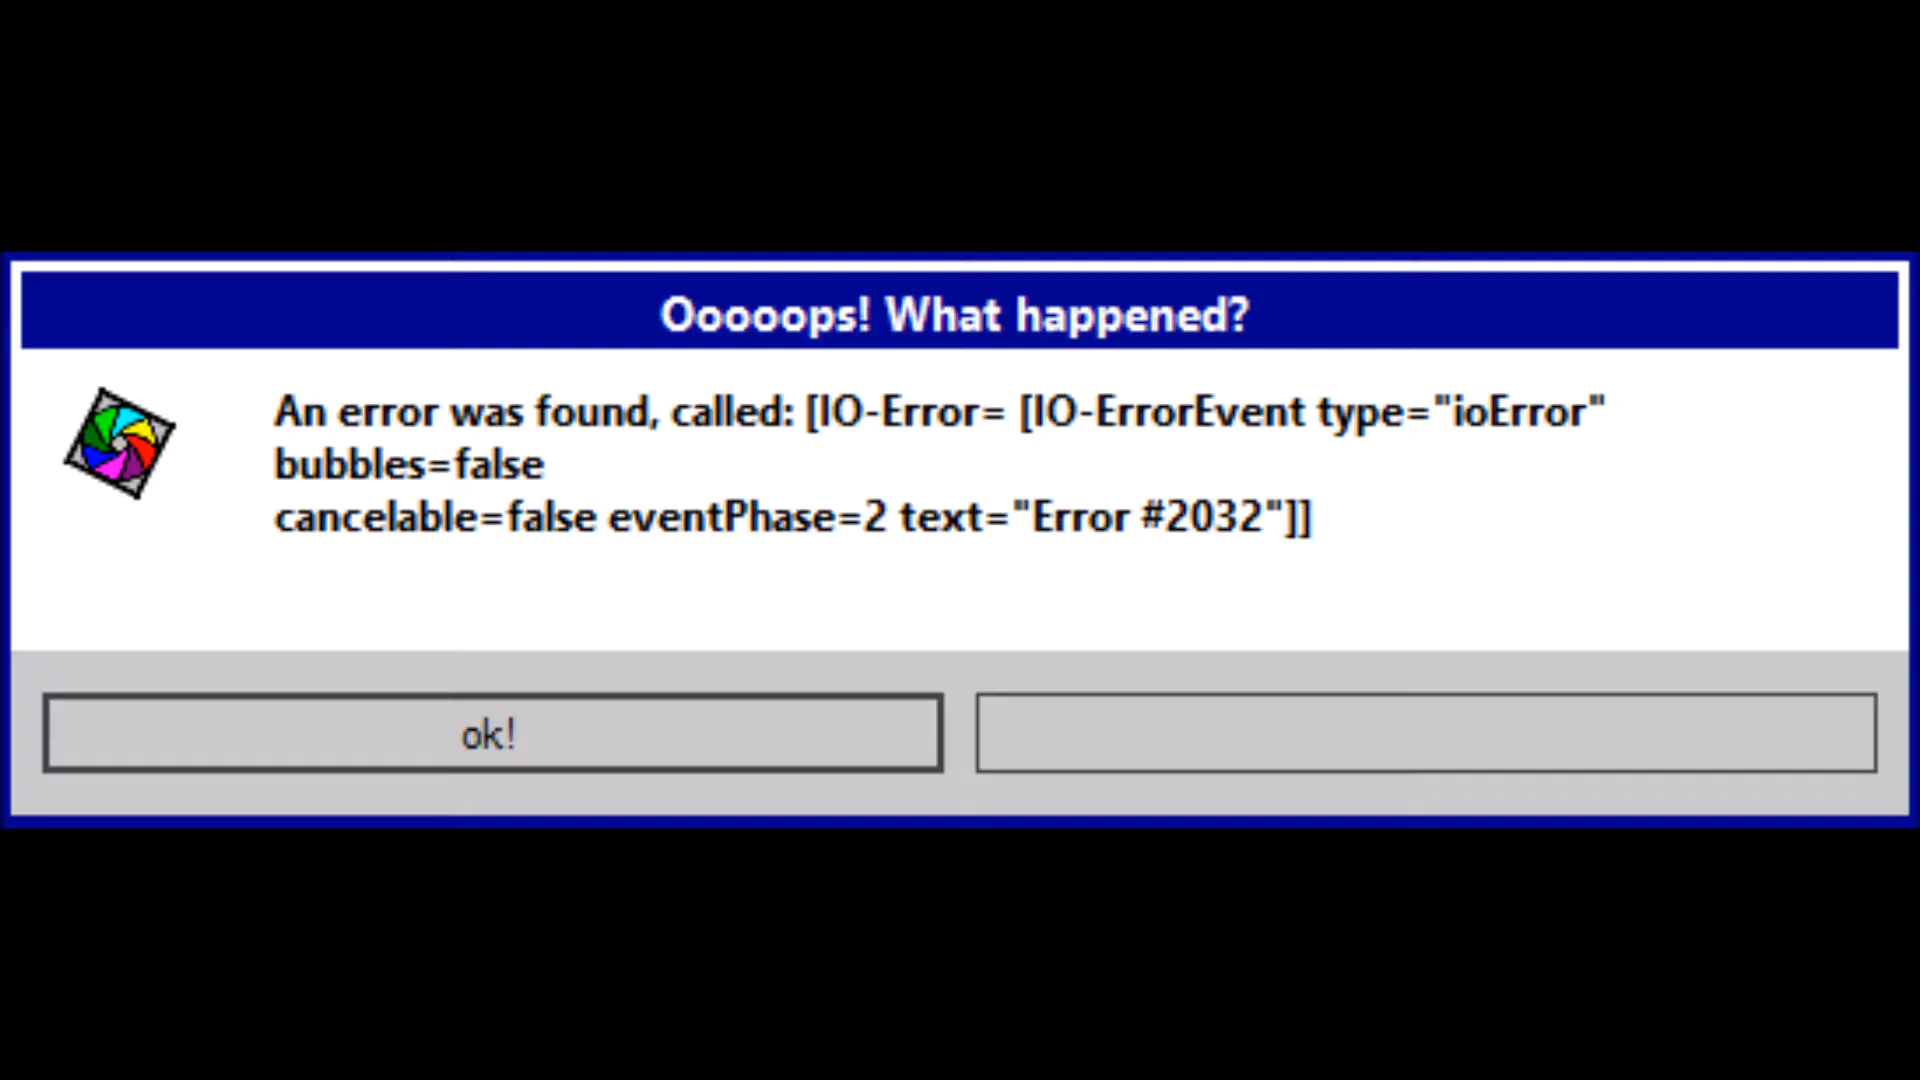 Ooooops! What happened?
An error was found, called: [IO-Error= [IO-ErrorEvent type="ioError"
bubbles=false
cancelable=false eventPhase=2 text="Error #2032"]]
ok!